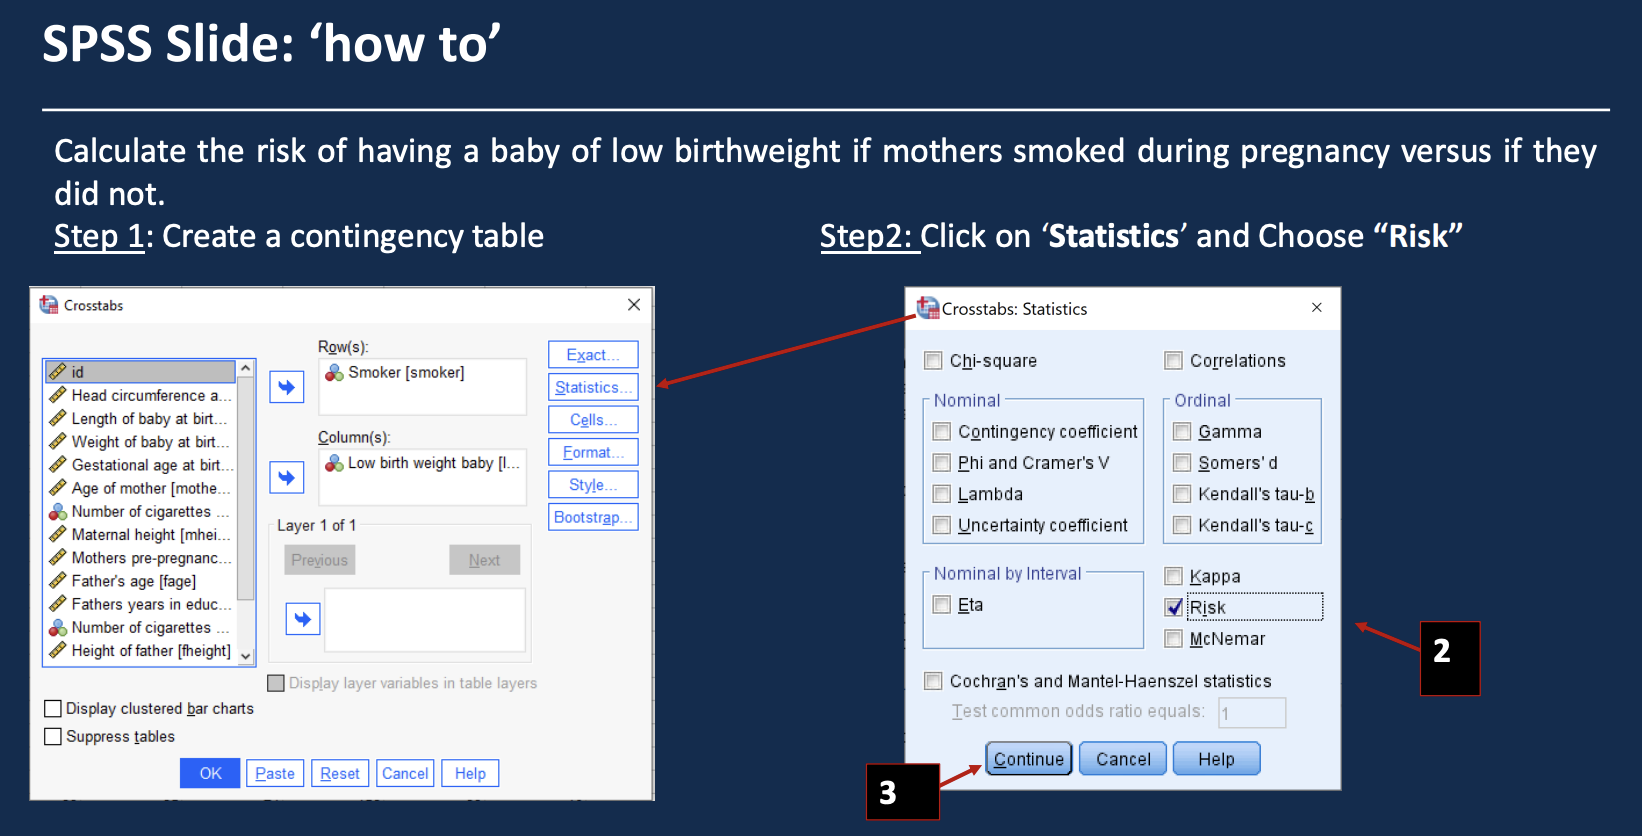 SPSS Slide: ‘how to’
Calculate the risk of having a baby of low birthweight if mothers smoked during pregnancy versus if they
did not.
Step 1: Create a contingency table
Step2: Click on ‘Statistics’ and Choose “Risk”
Crosstabs
id
Head circumference a...
Length of baby at birt...
Weight of baby at birt...
Gestational age at birt...
Age of mother [mothe...
Number of cigarettes ...
Maternal height [mhei...
Mothers pre-pregnanc...
Father's age [fage]
Fathers years in educ...
Number of cigarettes ...
Height of father [fheight]
Row(s):
Smoker [smoker]
Column(s):
Low birth weight baby [l...
Layer 1 of 1
Previous
Next
Display layer variables in table layers
Exact...
Statistics...
Cells...
Format...
Style...
Bootstrap...
Display clustered bar charts
Suppress tables
OK
Paste
Reset
Cancel
Help
Crosstabs: Statistics
Chi-square
Correlations
Nominal
Contingency coefficient
Phi and Cramer's V
Lambda
Uncertainty coefficient
Ordinal
Gamma
Somers' d
Kendall's tau-b
Kendall's tau-c
Nominal by Interval
Eta
Kappa
Risk
McNemar
Cochran's and Mantel-Haenszel statistics
Test common odds ratio equals: 1
Continue
Cancel
Help
2
3